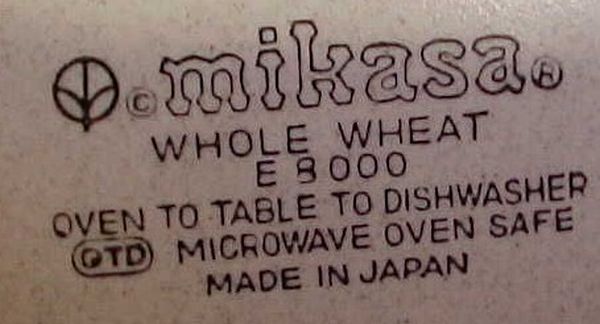 © mikasa ®
WHOLE WHEAT
E 8000
OVEN TO TABLE TO DISHWASHER
OTD MICROWAVE OVEN SAFE
MADE IN JAPAN